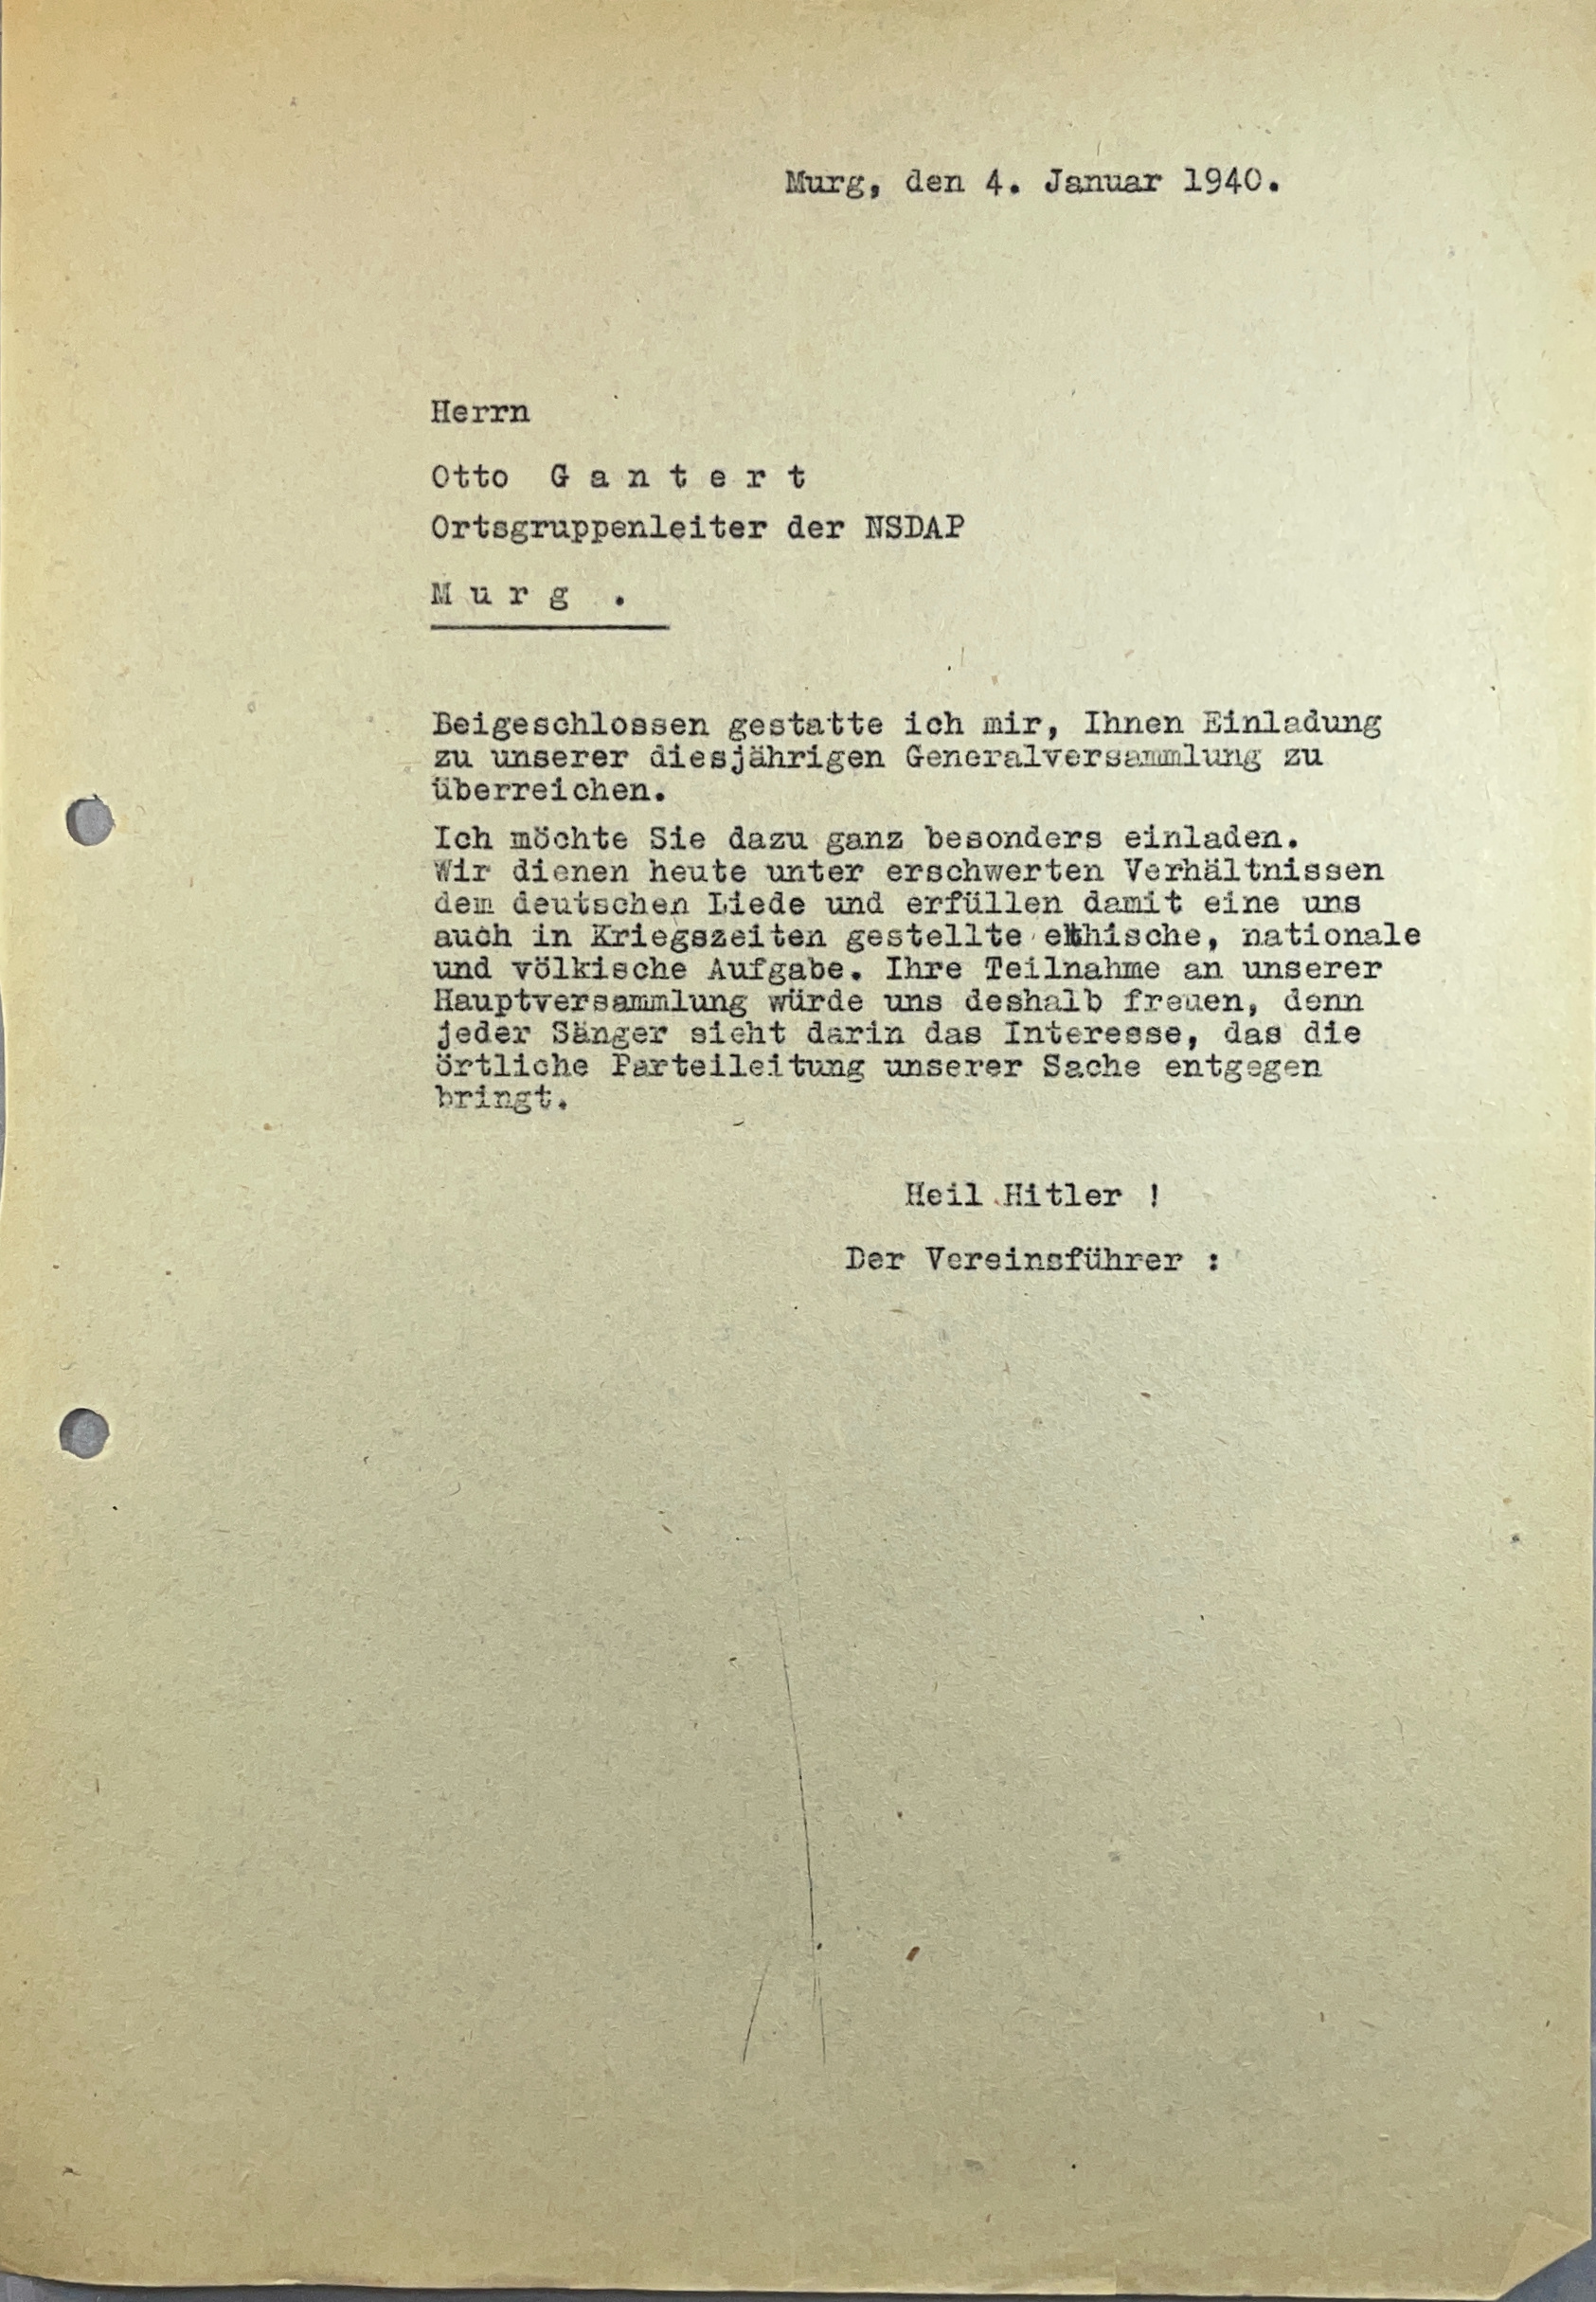 Murg, den 4. Januar 1940.
Herrn
Otto G a n t e r t
Ortsgruppenleiter der NSDAP
M u r g .
Beigeschlossen gestatte ich mir, Ihnen Einladung
zu unserer diesjährigen Generalversammlung zu
überreichen.
Ich möchte Sie dazu ganz besonders einladen.
Wir dienen heute unter erschwerten Verhältnissen
dem deutschen Liede und erfüllen damit eine uns
auch in Kriegszeiten gestellte ethische, nationale
und völkische Aufgabe. Ihre Teilnahme an unserer
Hauptversammlung würde uns deshalb freuen, denn
jeder Sänger sieht darin das Interesse, das die
örtliche Parteileitung unserer Sache entgegen
bringt.
Heil Hitler !
Der Vereinsführer :